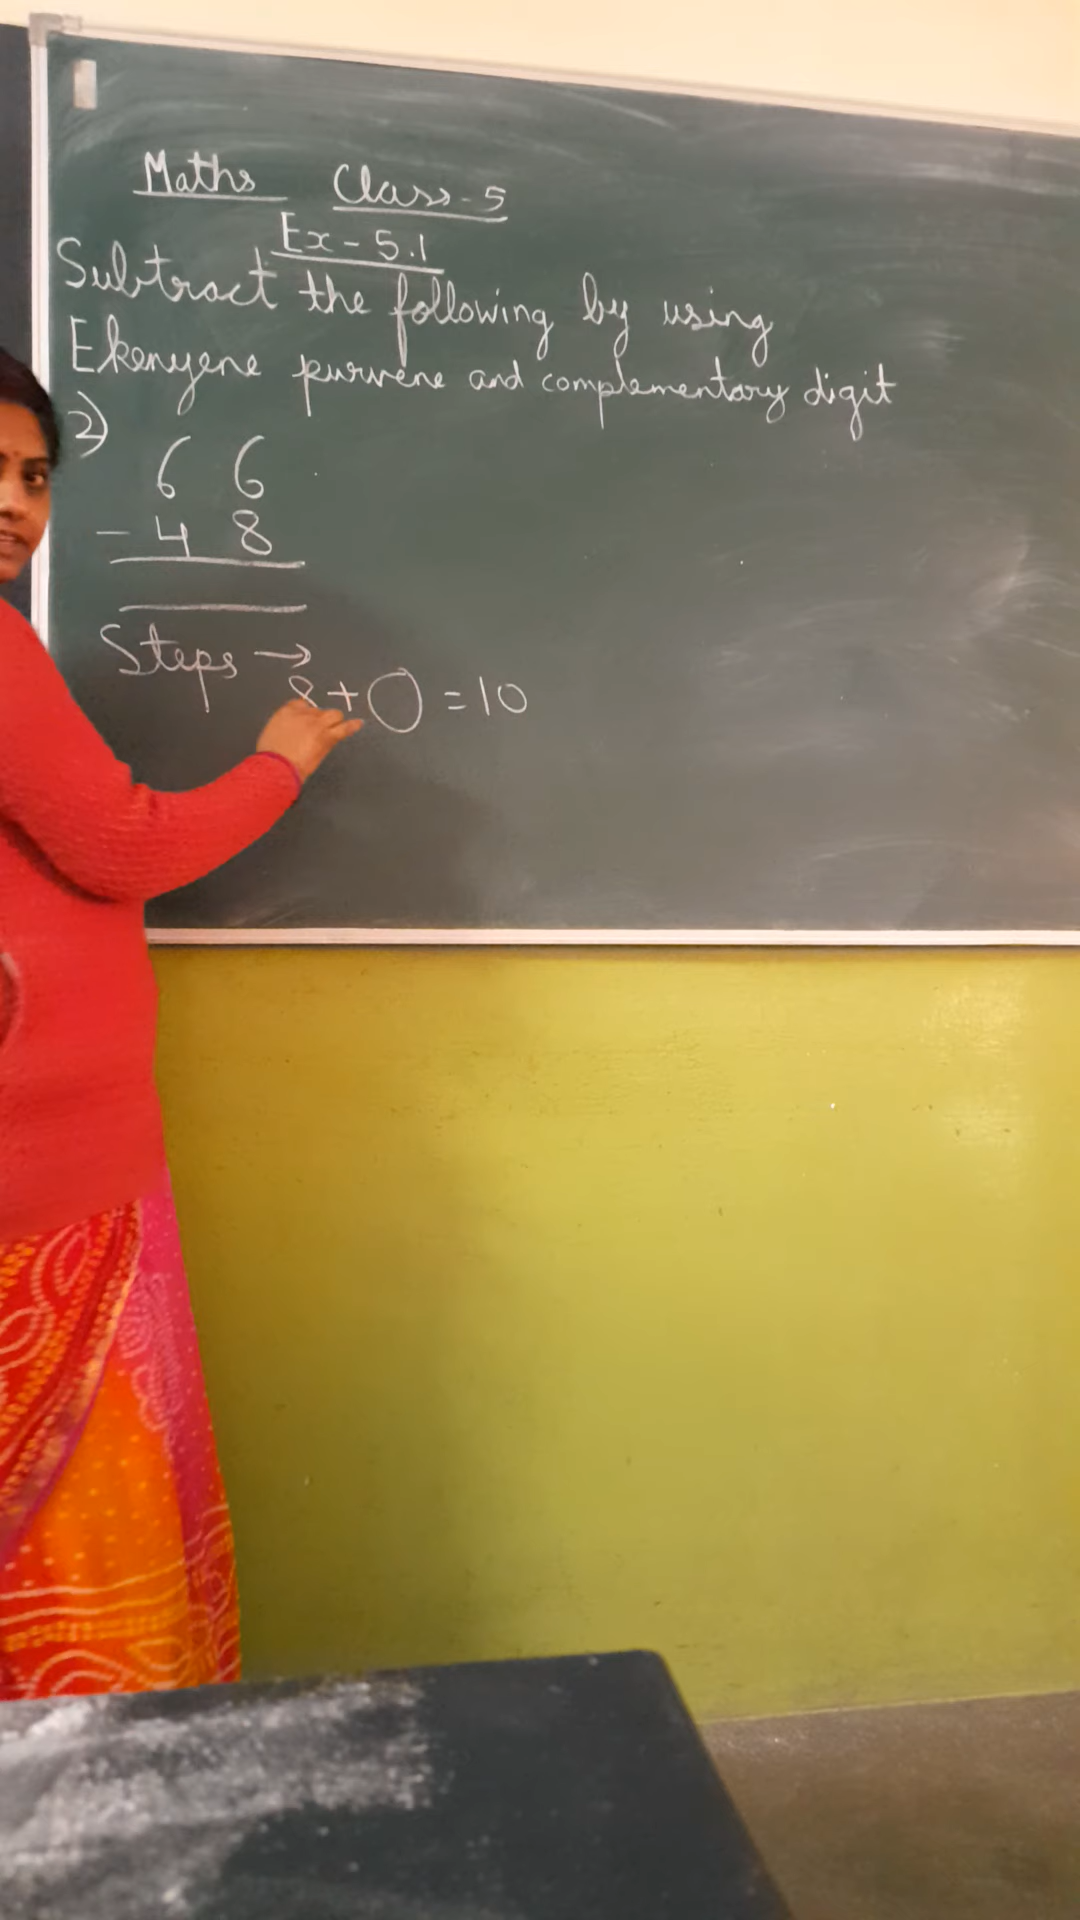 Maths Class-5
Ex-5.1
Subtract the following by using
Ekenyene purvene and complementary digit
2)
6 6
- 4 8
Steps →
8+○=10